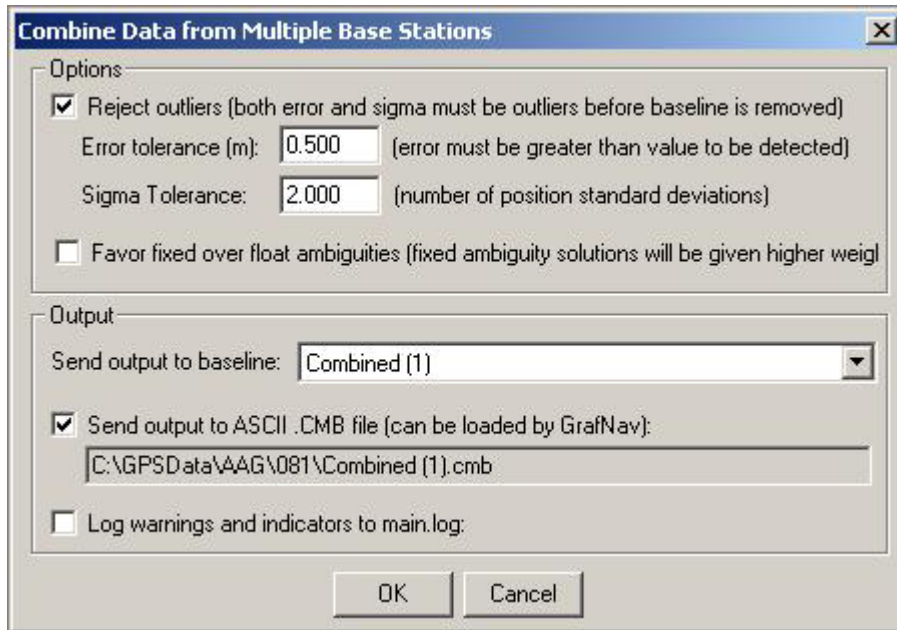 Combine Data from Multiple Base Stations
Options
Reject outliers (both error and sigma must be outliers before baseline is removed)
Error tolerance (m): 0.500 (error must be greater than value to be detected)
Sigma Tolerance: 2.000 (number of position standard deviations)
Favor fixed over float ambiguities (fixed ambiguity solutions will be given higher weigl
Output
Send output to baseline: Combined (1)
Send output to ASCII .CMB file (can be loaded by GrafNav):
C:\GPSData\AAG\081\Combined (1).cmb
Log warnings and indicators to main.log:
OK Cancel